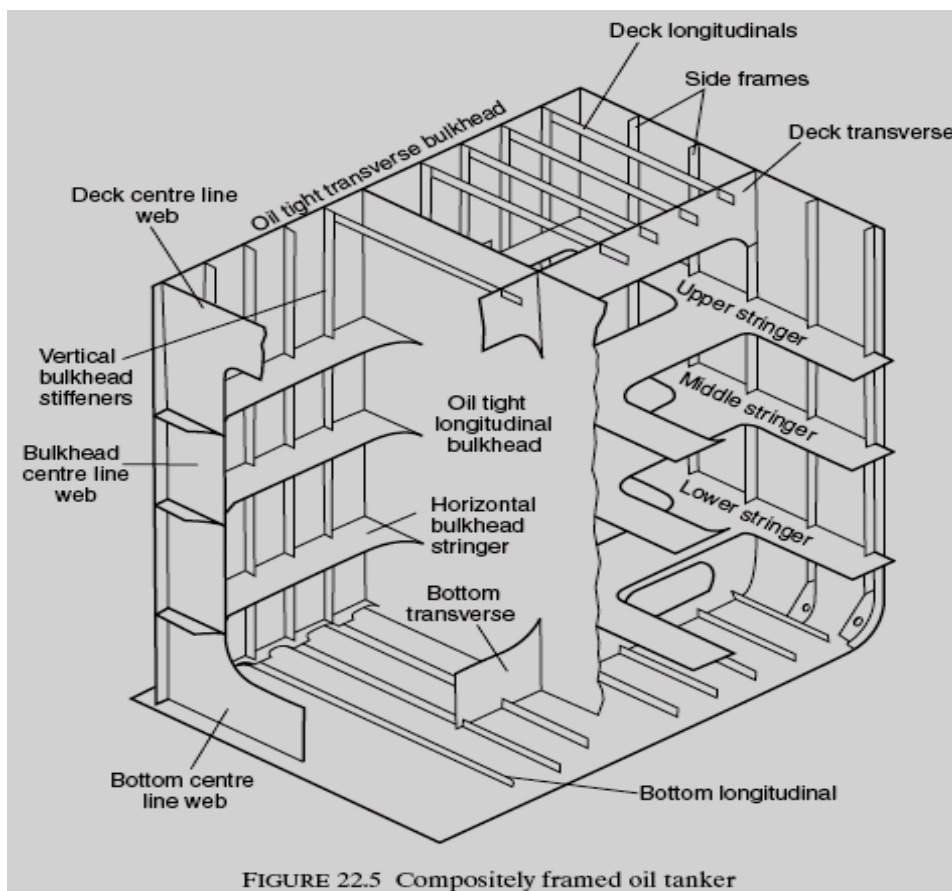 Deck longitudinals
Side frames
Deck transverse
Oil tight transverse bulkhead
Deck centre line
web
Upper stringer
Vertical
bulkhead
stiffeners
Middle stringer
Oil tight
longitudinal
bulkhead
Bulkhead
centre line
web
Lower stringer
Horizontal
bulkhead
stringer
Bottom
transverse
Bottom centre
line web
Bottom longitudinal
FIGURE 22.5 Compositely framed oil tanker